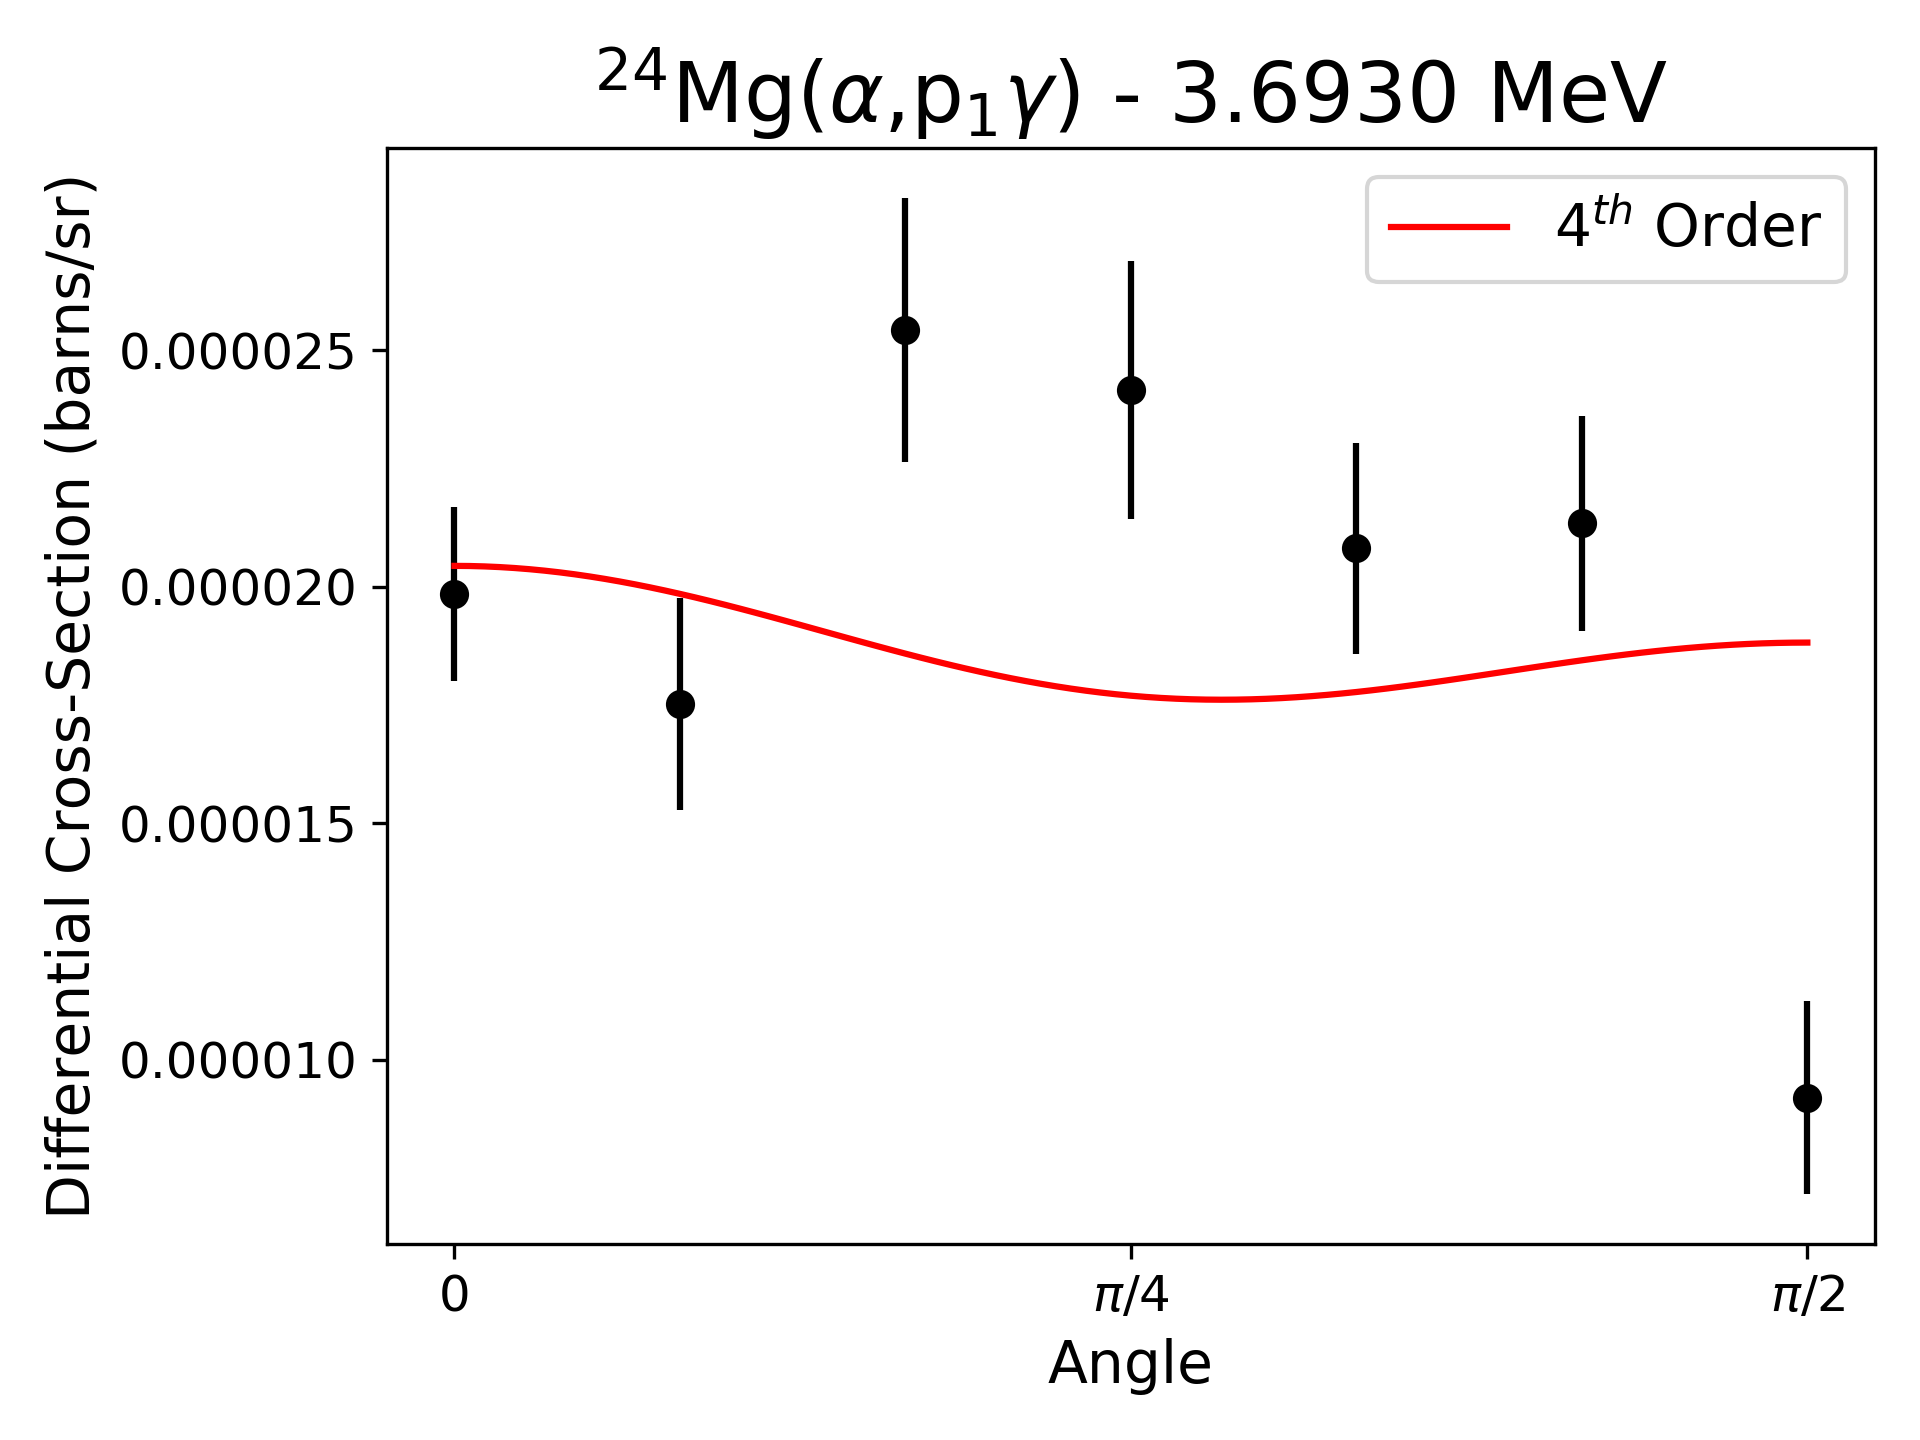 ²⁴Mg(α,p₁γ) - 3.6930 MeV
4ᵗʰ Order
Differential Cross-Section (barns/sr)
0.000025
0.000020
0.000015
0.000010
0 π/4 π/2
Angle